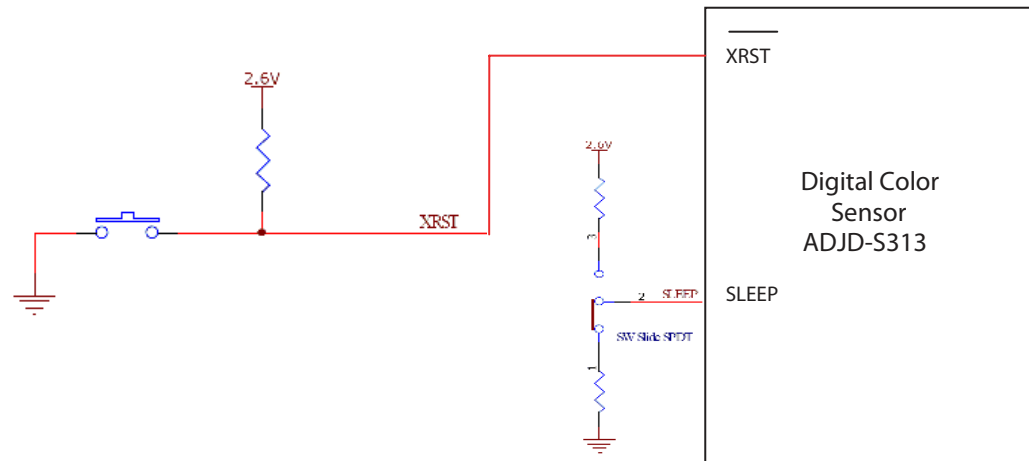 XRST
2.6V
2.6V
Digital Color
Sensor
ADJD-S313
XRST
3
2
SLEEP
SLEEP
SW Slide SPDT
1